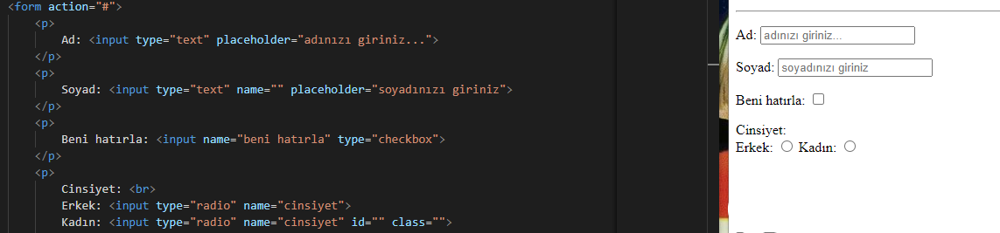 <form action="#">
<p>
Ad: <input type="text" placeholder="adınızı giriniz...">
</p>
<p>
Soyad: <input type="text" name="" placeholder="soyadınızı giriniz">
</p>
<p>
Beni hatırla: <input name="beni hatırla" type="checkbox">
</p>
<p>
Cinsiyet: <br>
Erkek: <input type="radio" name="cinsiyet">
Kadın: <input type="radio" name="cinsiyet" id="" class="">
Ad: adınızı giriniz...
Soyad: soyadınızı giriniz
Beni hatırla:
Cinsiyet:
Erkek: Kadın: